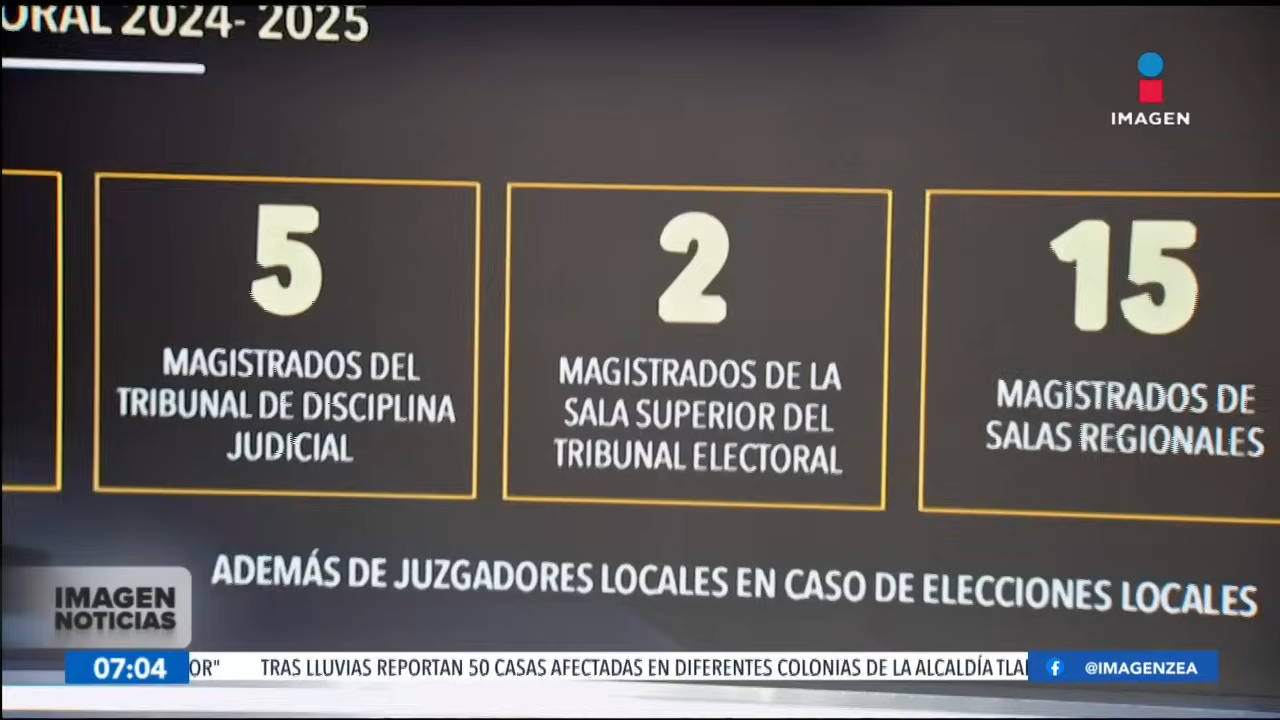 2024- 2025
IMAGEN
5
MAGISTRADOS DEL
TRIBUNAL DE DISCIPLINA
JUDICIAL
2
MAGISTRADOS DE LA
SALA SUPERIOR DEL
TRIBUNAL ELECTORAL
15
MAGISTRADOS DE
SALAS REGIONALES
ADEMÁS DE JUZGADORES LOCALES EN CASO DE ELECCIONES LOCALES
IMAGEN
NOTICIAS
07:04 OR" TRAS LLUVIAS REPORTAN 50 CASAS AFECTADAS EN DIFERENTES COLONIAS DE LA ALCALDÍA @IMAGENZEA